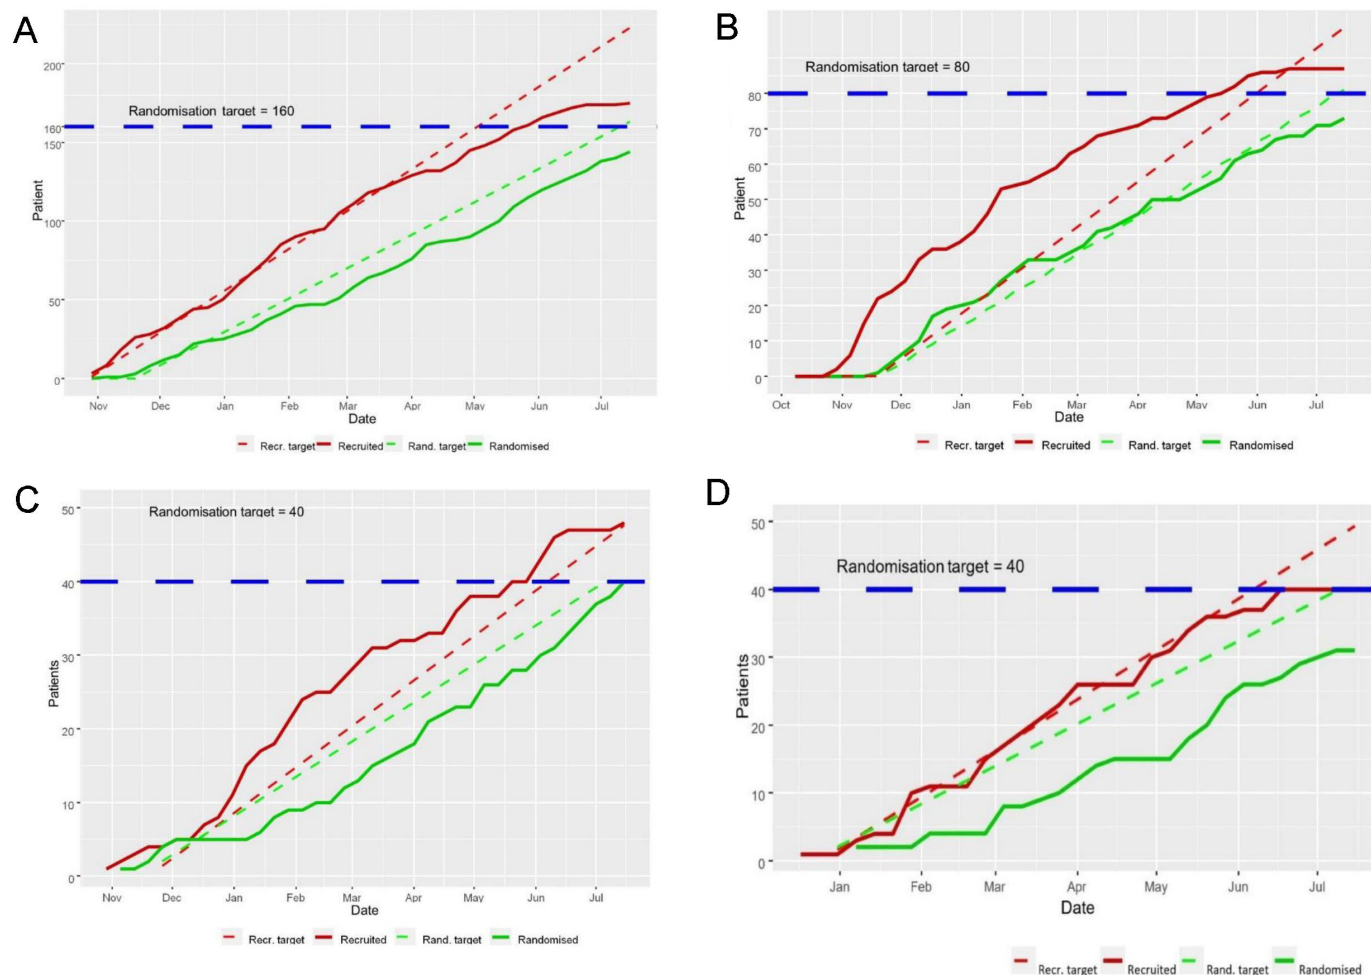 A
Randomisation target = 160
Patient
200
160
150
100
50
0
Nov Dec Jan Feb Mar Apr May Jun Jul
Date
Recr. target Recruited Rand. target Randomised
B
Randomisation target = 80
Patient
80
70
60
50
40
30
20
10
0
Oct Nov Dec Jan Feb Mar Apr May Jun Jul
Date
Recr. target Recruited Rand. target Randomised
C
Randomisation target = 40
Patients
50
40
30
20
10
0
Nov Dec Jan Feb Mar Apr May Jun Jul
Date
Recr. target Recruited Rand. target Randomised
D
Randomisation target = 40
Patients
50
40
30
20
10
0
Jan Feb Mar Apr May Jun Jul
Date
Recr. target Recruited Rand. target Randomised